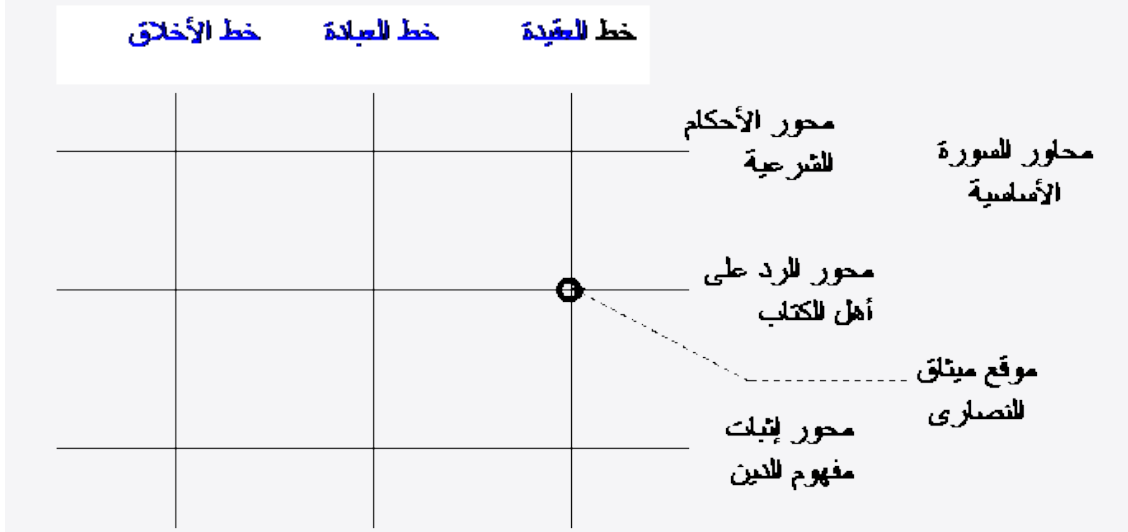 خط العقيدة
خط العبادة
خط الأخلاق
محور الأحكام
الشرعية
محاور السورة
الأساسية
محور الرد على
أهل الكتاب
موقع ميثاق
النصارى
محور إثبات
مفهوم الدين